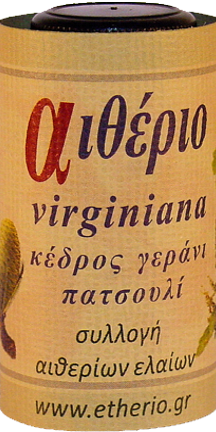 αιθέριο
virginiana
κέδρος γεράνι
πατσουλί
συλλογή
αιθερίων ελαίων
www.etherio.gr